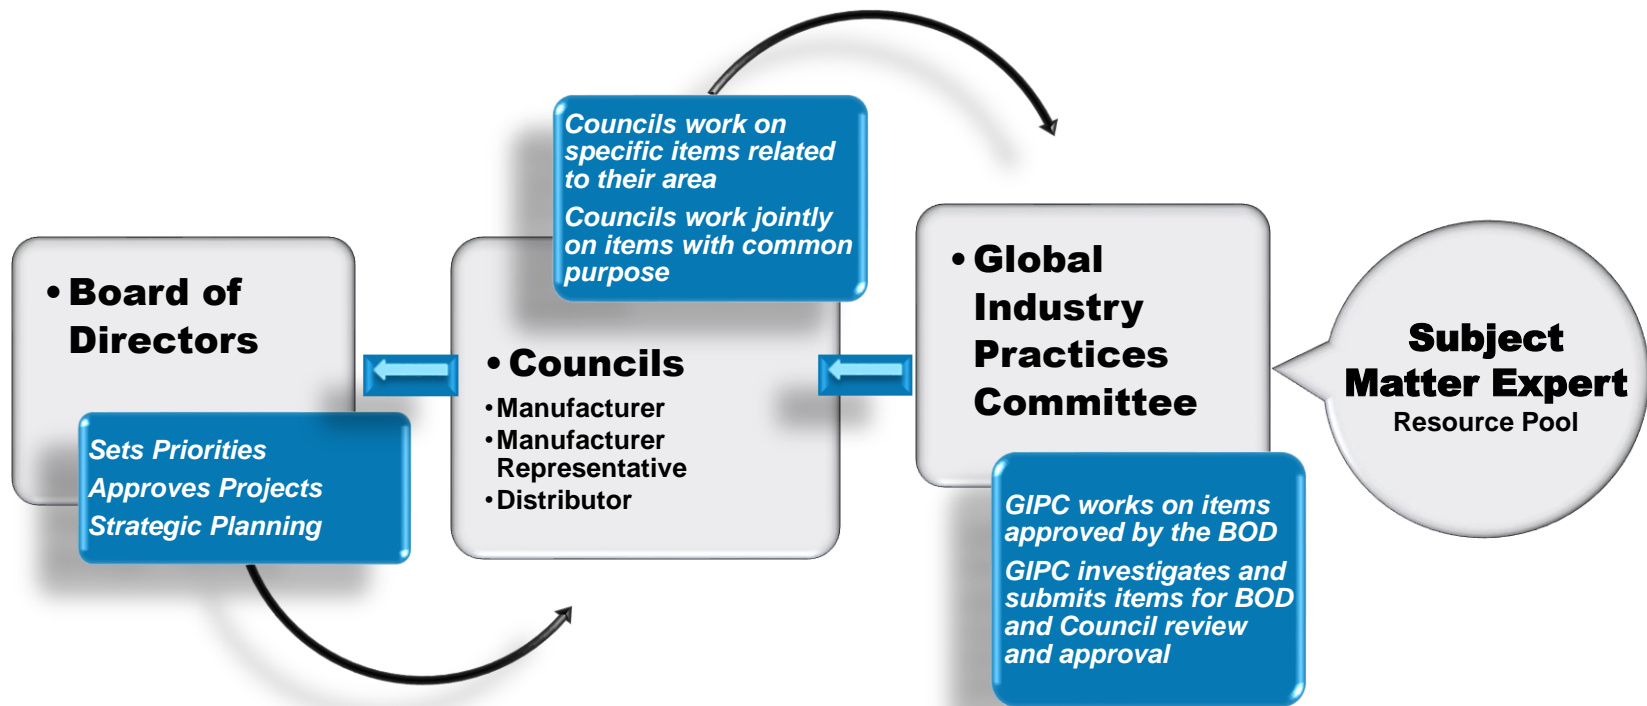 • Board of
Directors
Sets Priorities
Approves Projects
Strategic Planning
Councils work on
specific items related
to their area
Councils work jointly
on items with common
purpose
• Councils
• Manufacturer
• Manufacturer
Representative
• Distributor
• Global
Industry
Practices
Committee
GIPC works on items
approved by the BOD
GIPC investigates and
submits items for BOD
and Council review
and approval
Subject
Matter Expert
Resource Pool